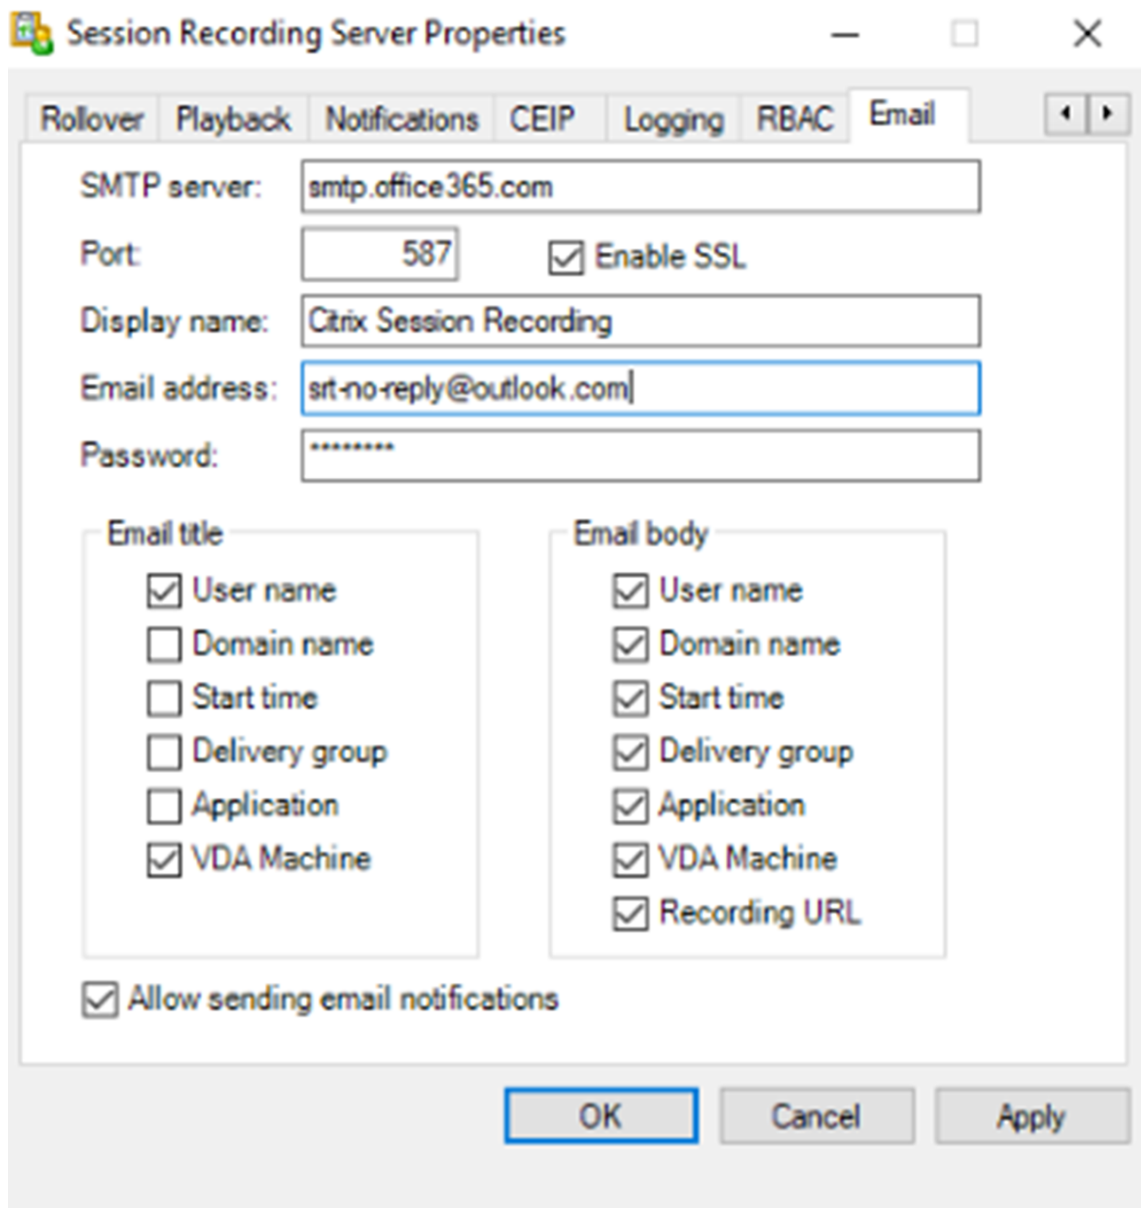 Session Recording Server Properties
Rollover Playback Notifications CEIP Logging RBAC Email
SMTP server: smtp.office365.com
Port: 587 Enable SSL
Display name: Citrix Session Recording
Email address: srt-no-reply@outlook.com
Password: ********
Email title
User name
Domain name
Start time
Delivery group
Application
VDA Machine
Email body
User name
Domain name
Start time
Delivery group
Application
VDA Machine
Recording URL
Allow sending email notifications
OK Cancel Apply